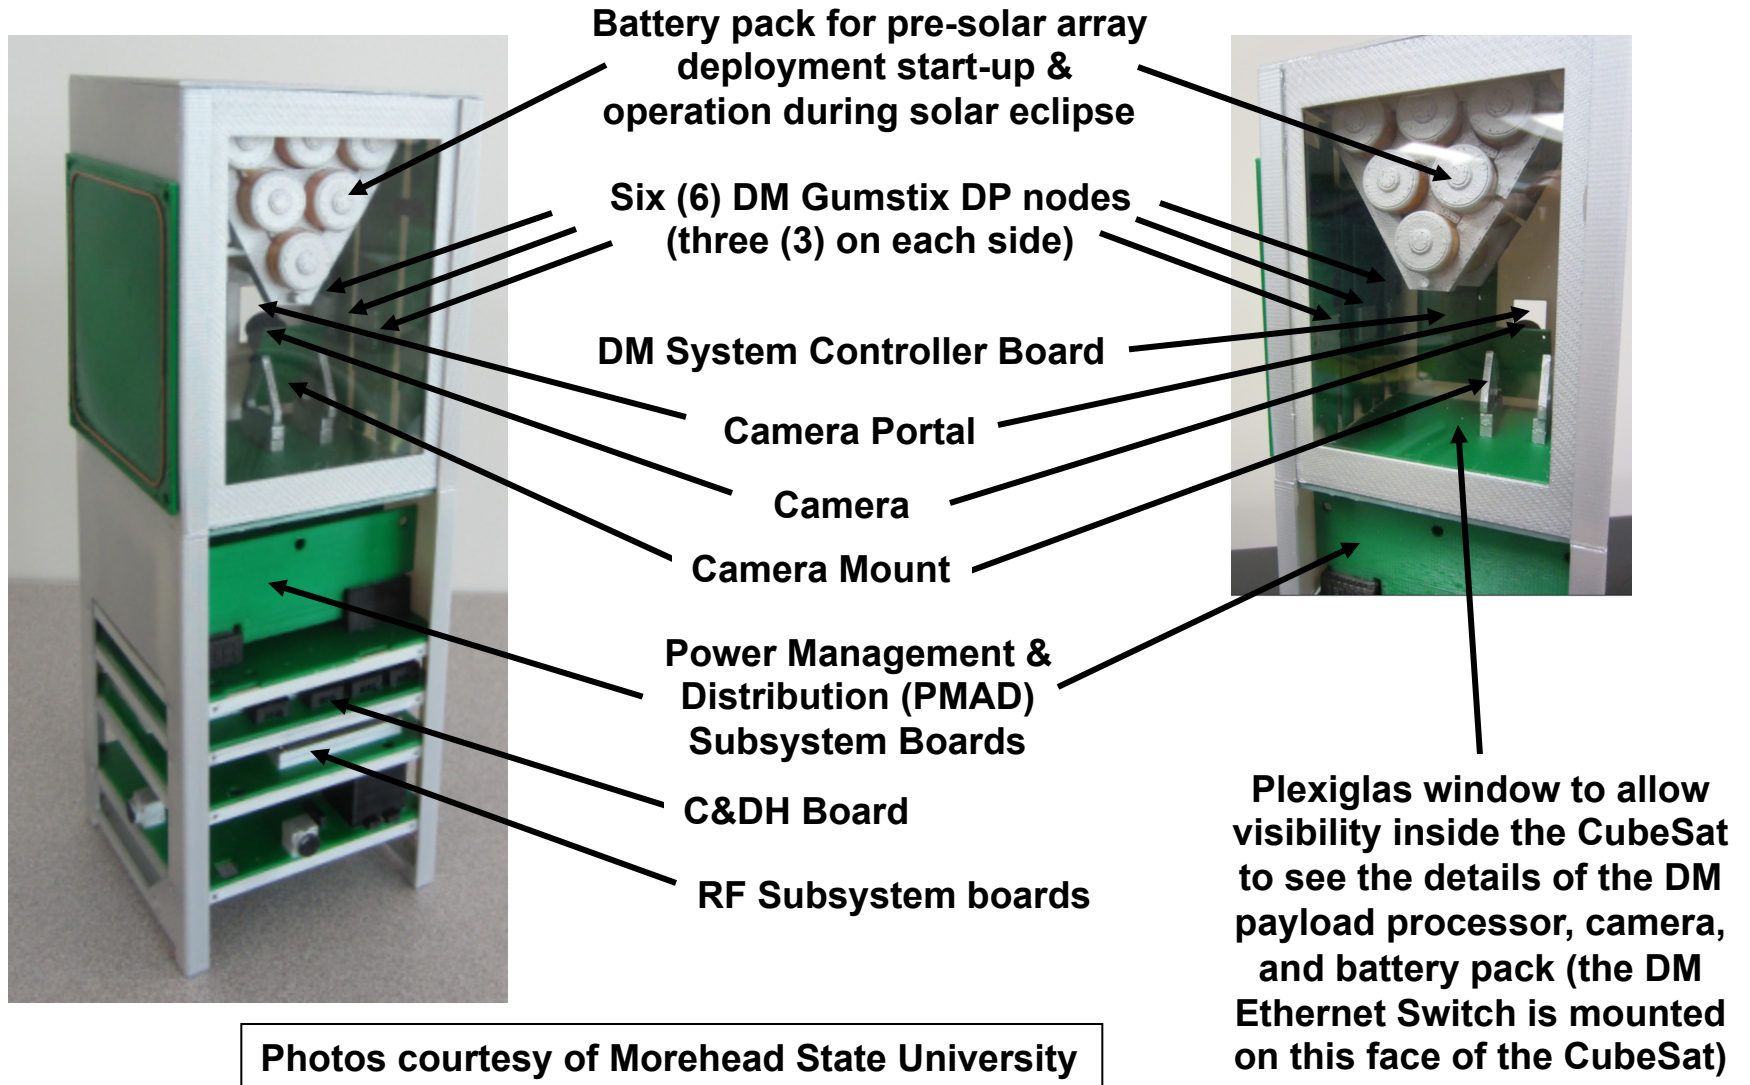 Battery pack for pre-solar array
deployment start-up &
operation during solar eclipse
Six (6) DM Gumstix DP nodes
(three (3) on each side)
DM System Controller Board
Camera Portal
Camera
Camera Mount
Power Management &
Distribution (PMAD)
Subsystem Boards
C&DH Board
RF Subsystem boards
Plexiglas window to allow
visibility inside the CubeSat
to see the details of the DM
payload processor, camera,
and battery pack (the DM
Ethernet Switch is mounted
on this face of the CubeSat)
Photos courtesy of Morehead State University